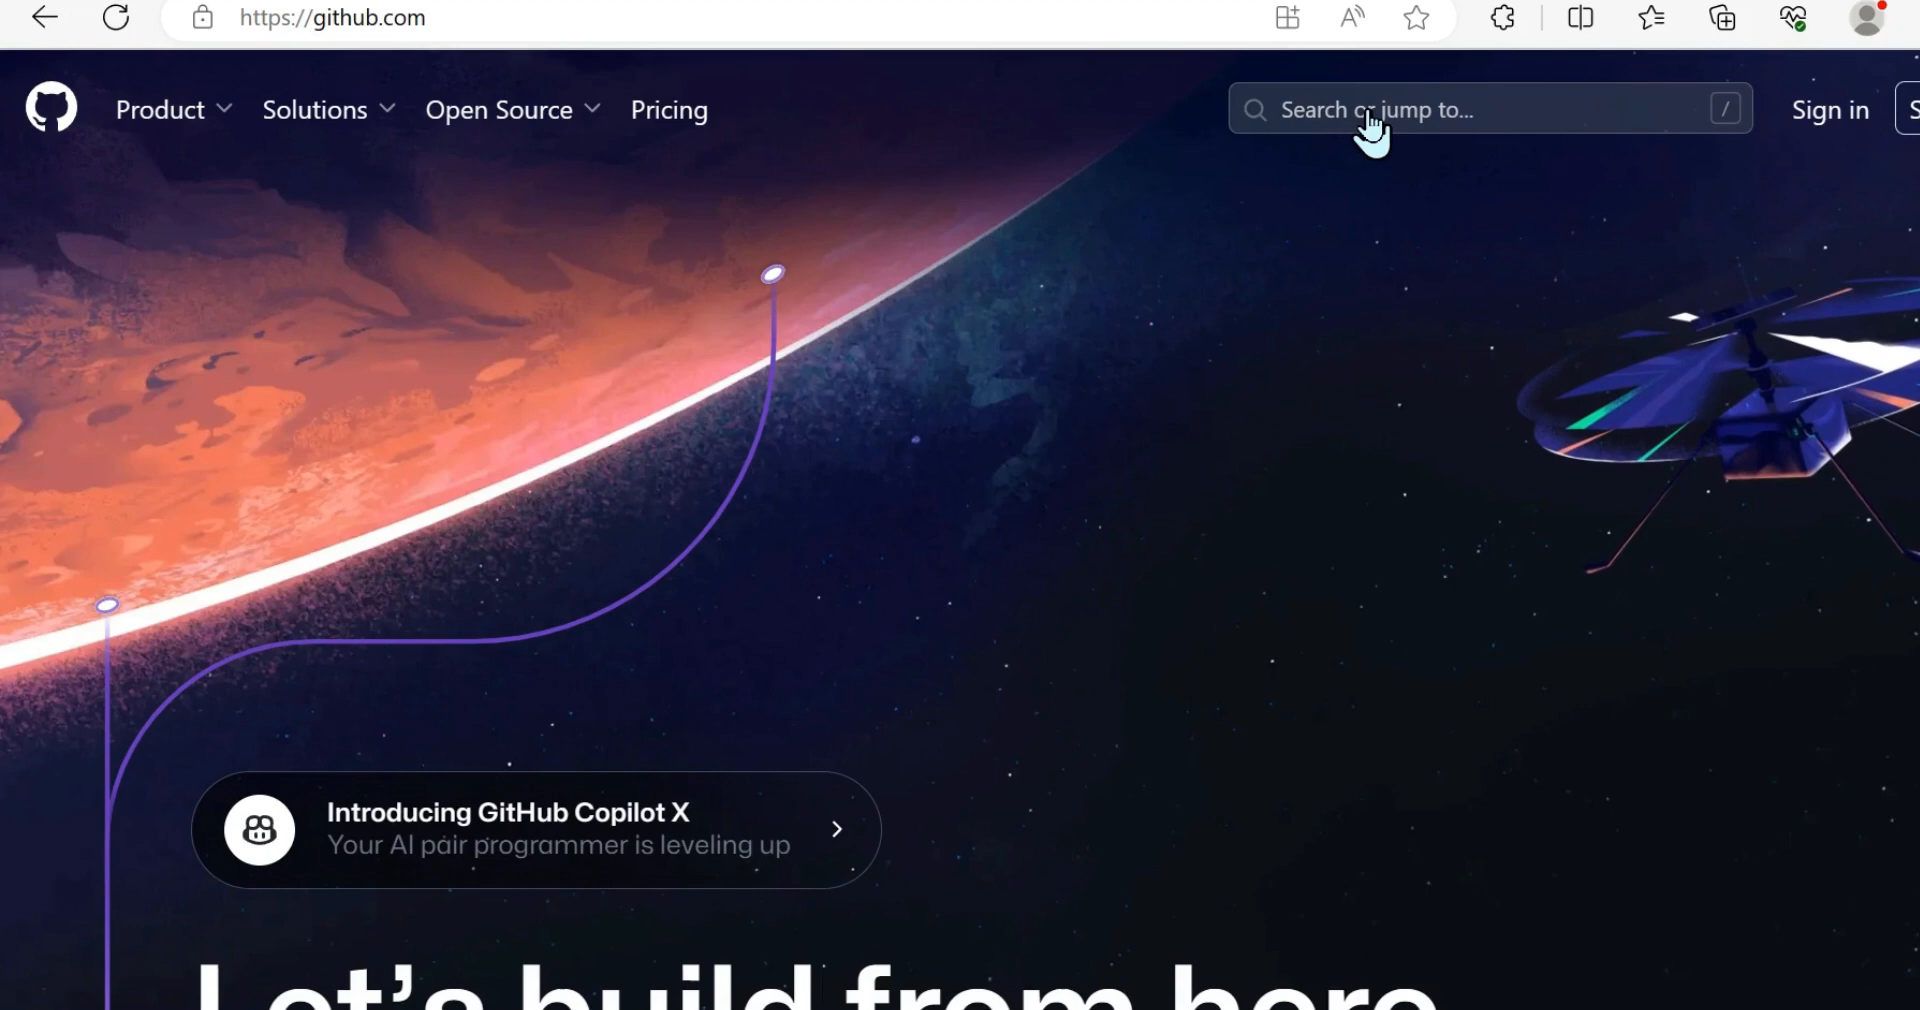 https://github.com
Product
Solutions
Open Source
Pricing
Search or jump to...
/
Sign in
S
Introducing GitHub Copilot X
Your AI pair programmer is leveling up
Let's build from here